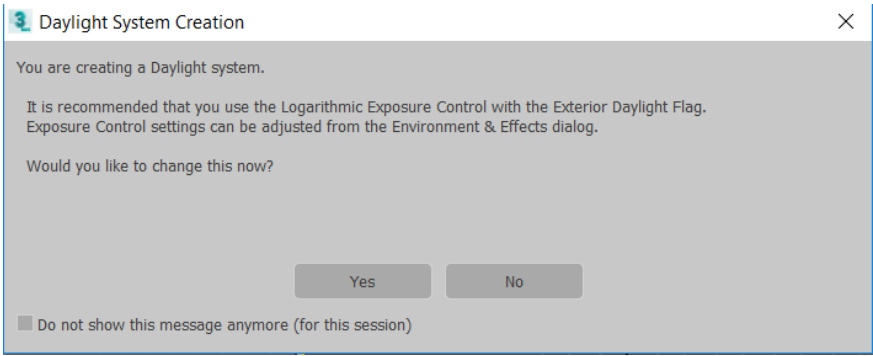 Daylight System Creation
You are creating a Daylight system.
It is recommended that you use the Logarithmic Exposure Control with the Exterior Daylight Flag.
Exposure Control settings can be adjusted from the Environment & Effects dialog.
Would you like to change this now?
Yes No
Do not show this message anymore (for this session)